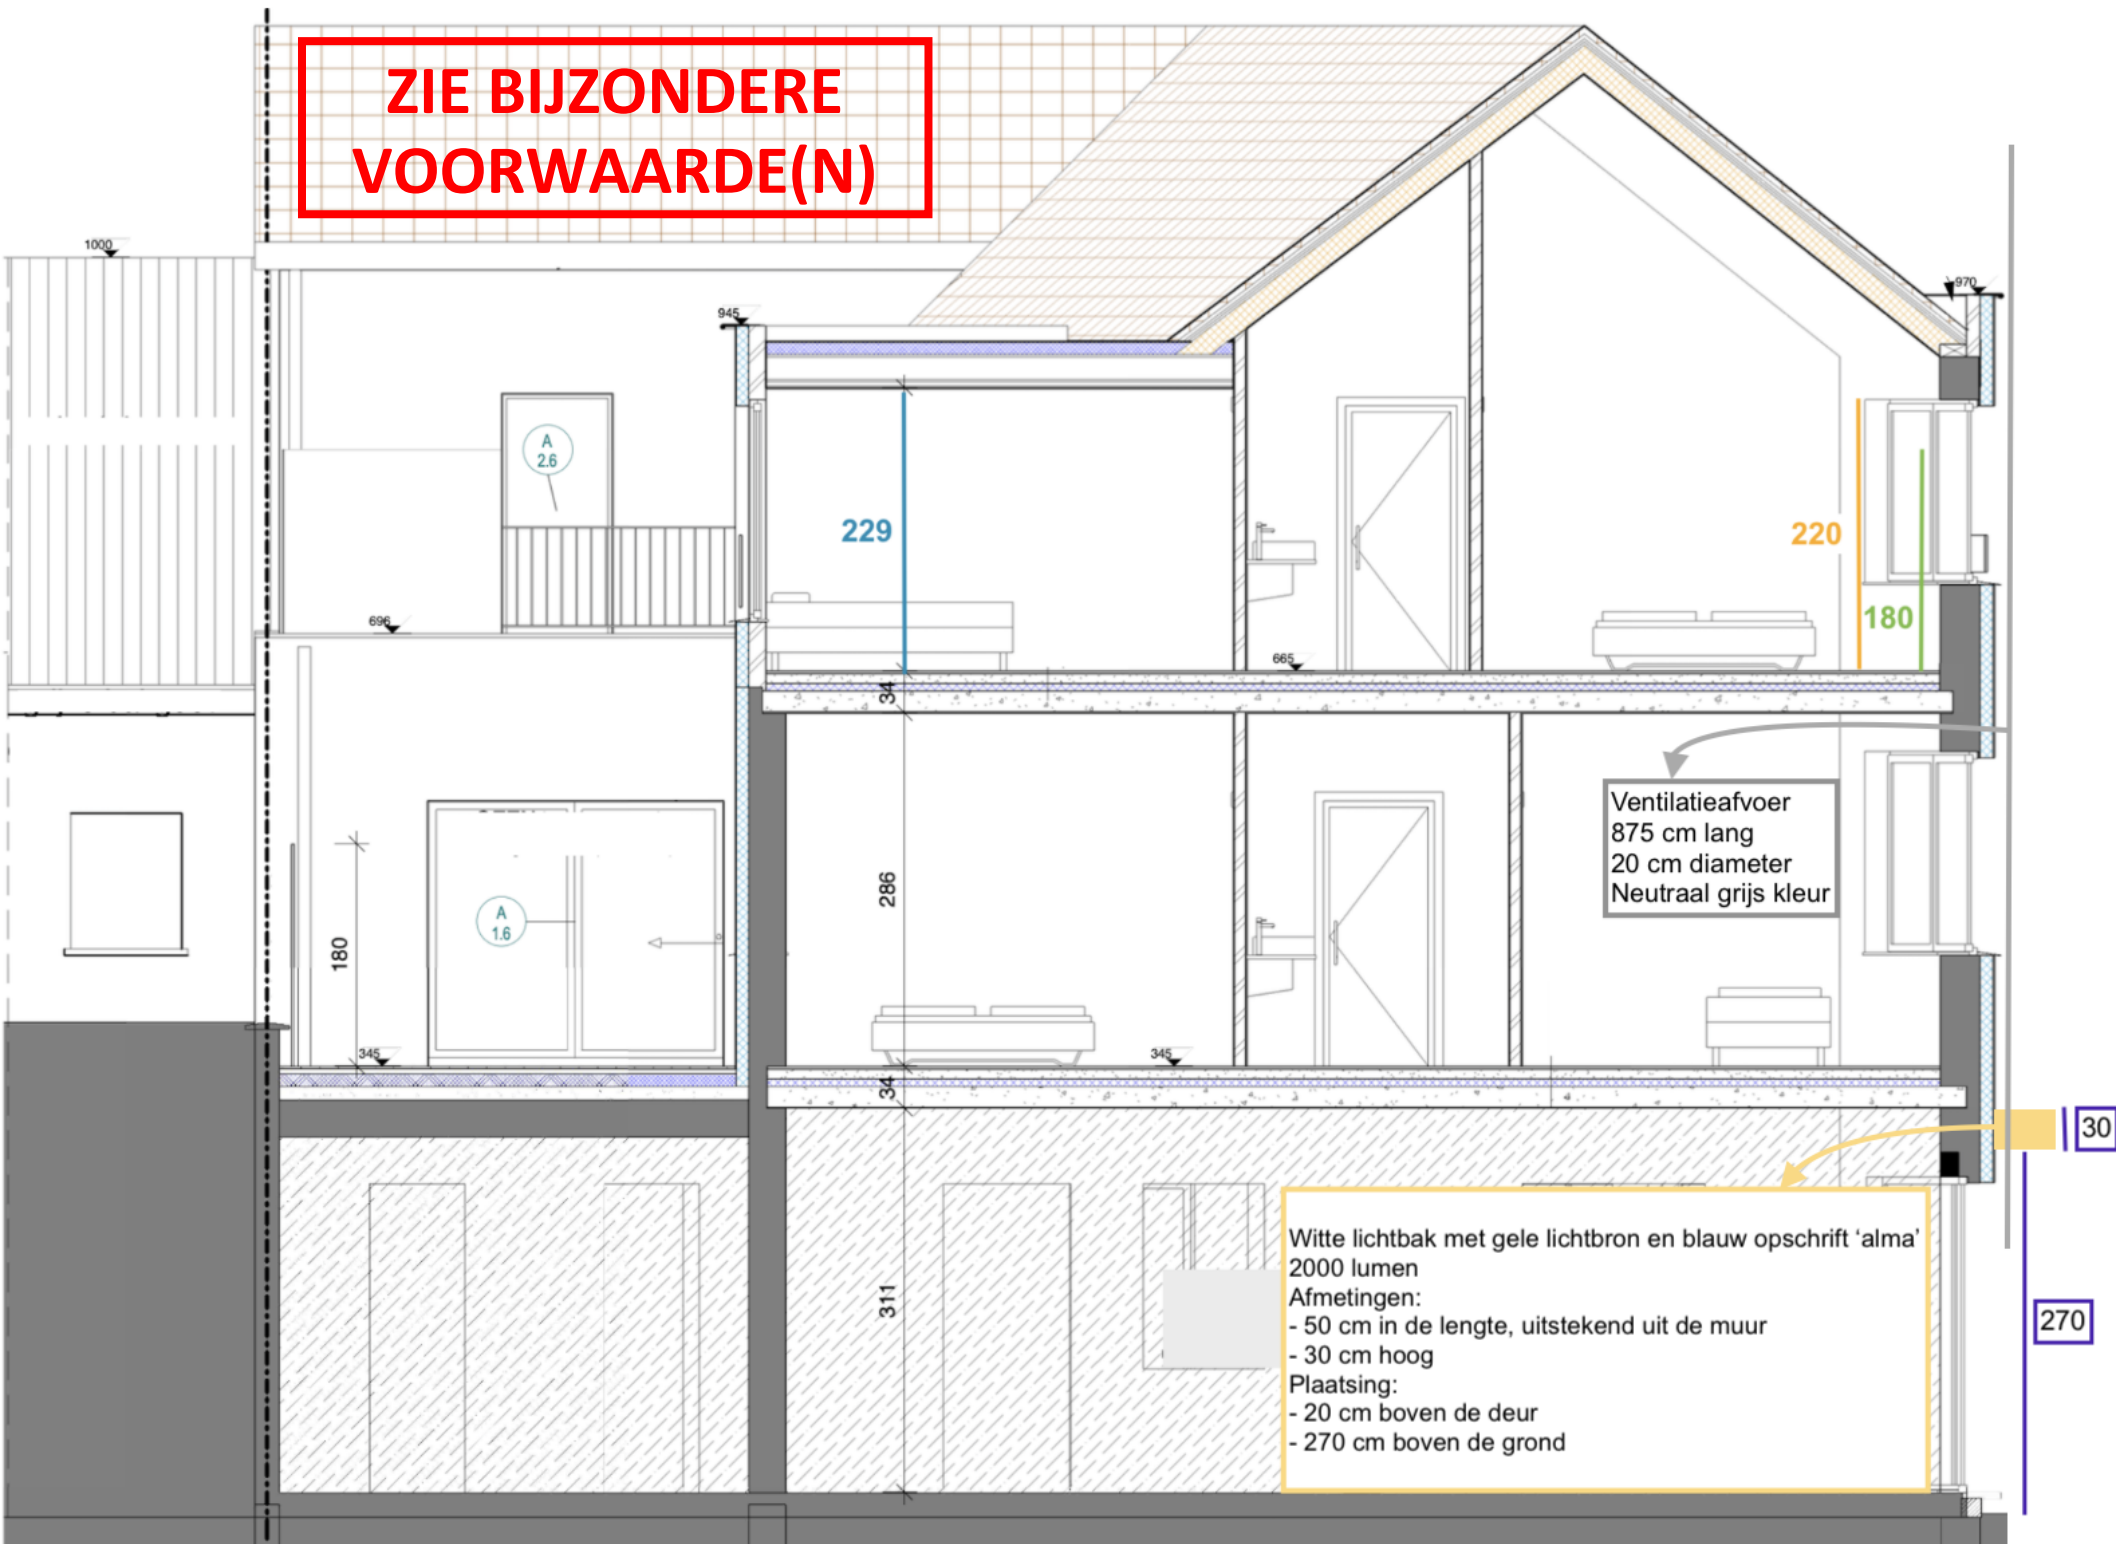 ZIE BIJZONDERE
VOORWAARDE(N)
1000
970
945
A
2.6
229
220
180
696
665
34
Ventilatieafvoer
875 cm lang
20 cm diameter
Neutraal grijs kleur
286
A
1.6
180
345
345
34
30
Witte lichtbak met gele lichtbron en blauw opschrift ‘alma’
2000 lumen
Afmetingen:
- 50 cm in de lengte, uitstekend uit de muur
- 30 cm hoog
Plaatsing:
- 20 cm boven de deur
- 270 cm boven de grond
311
270